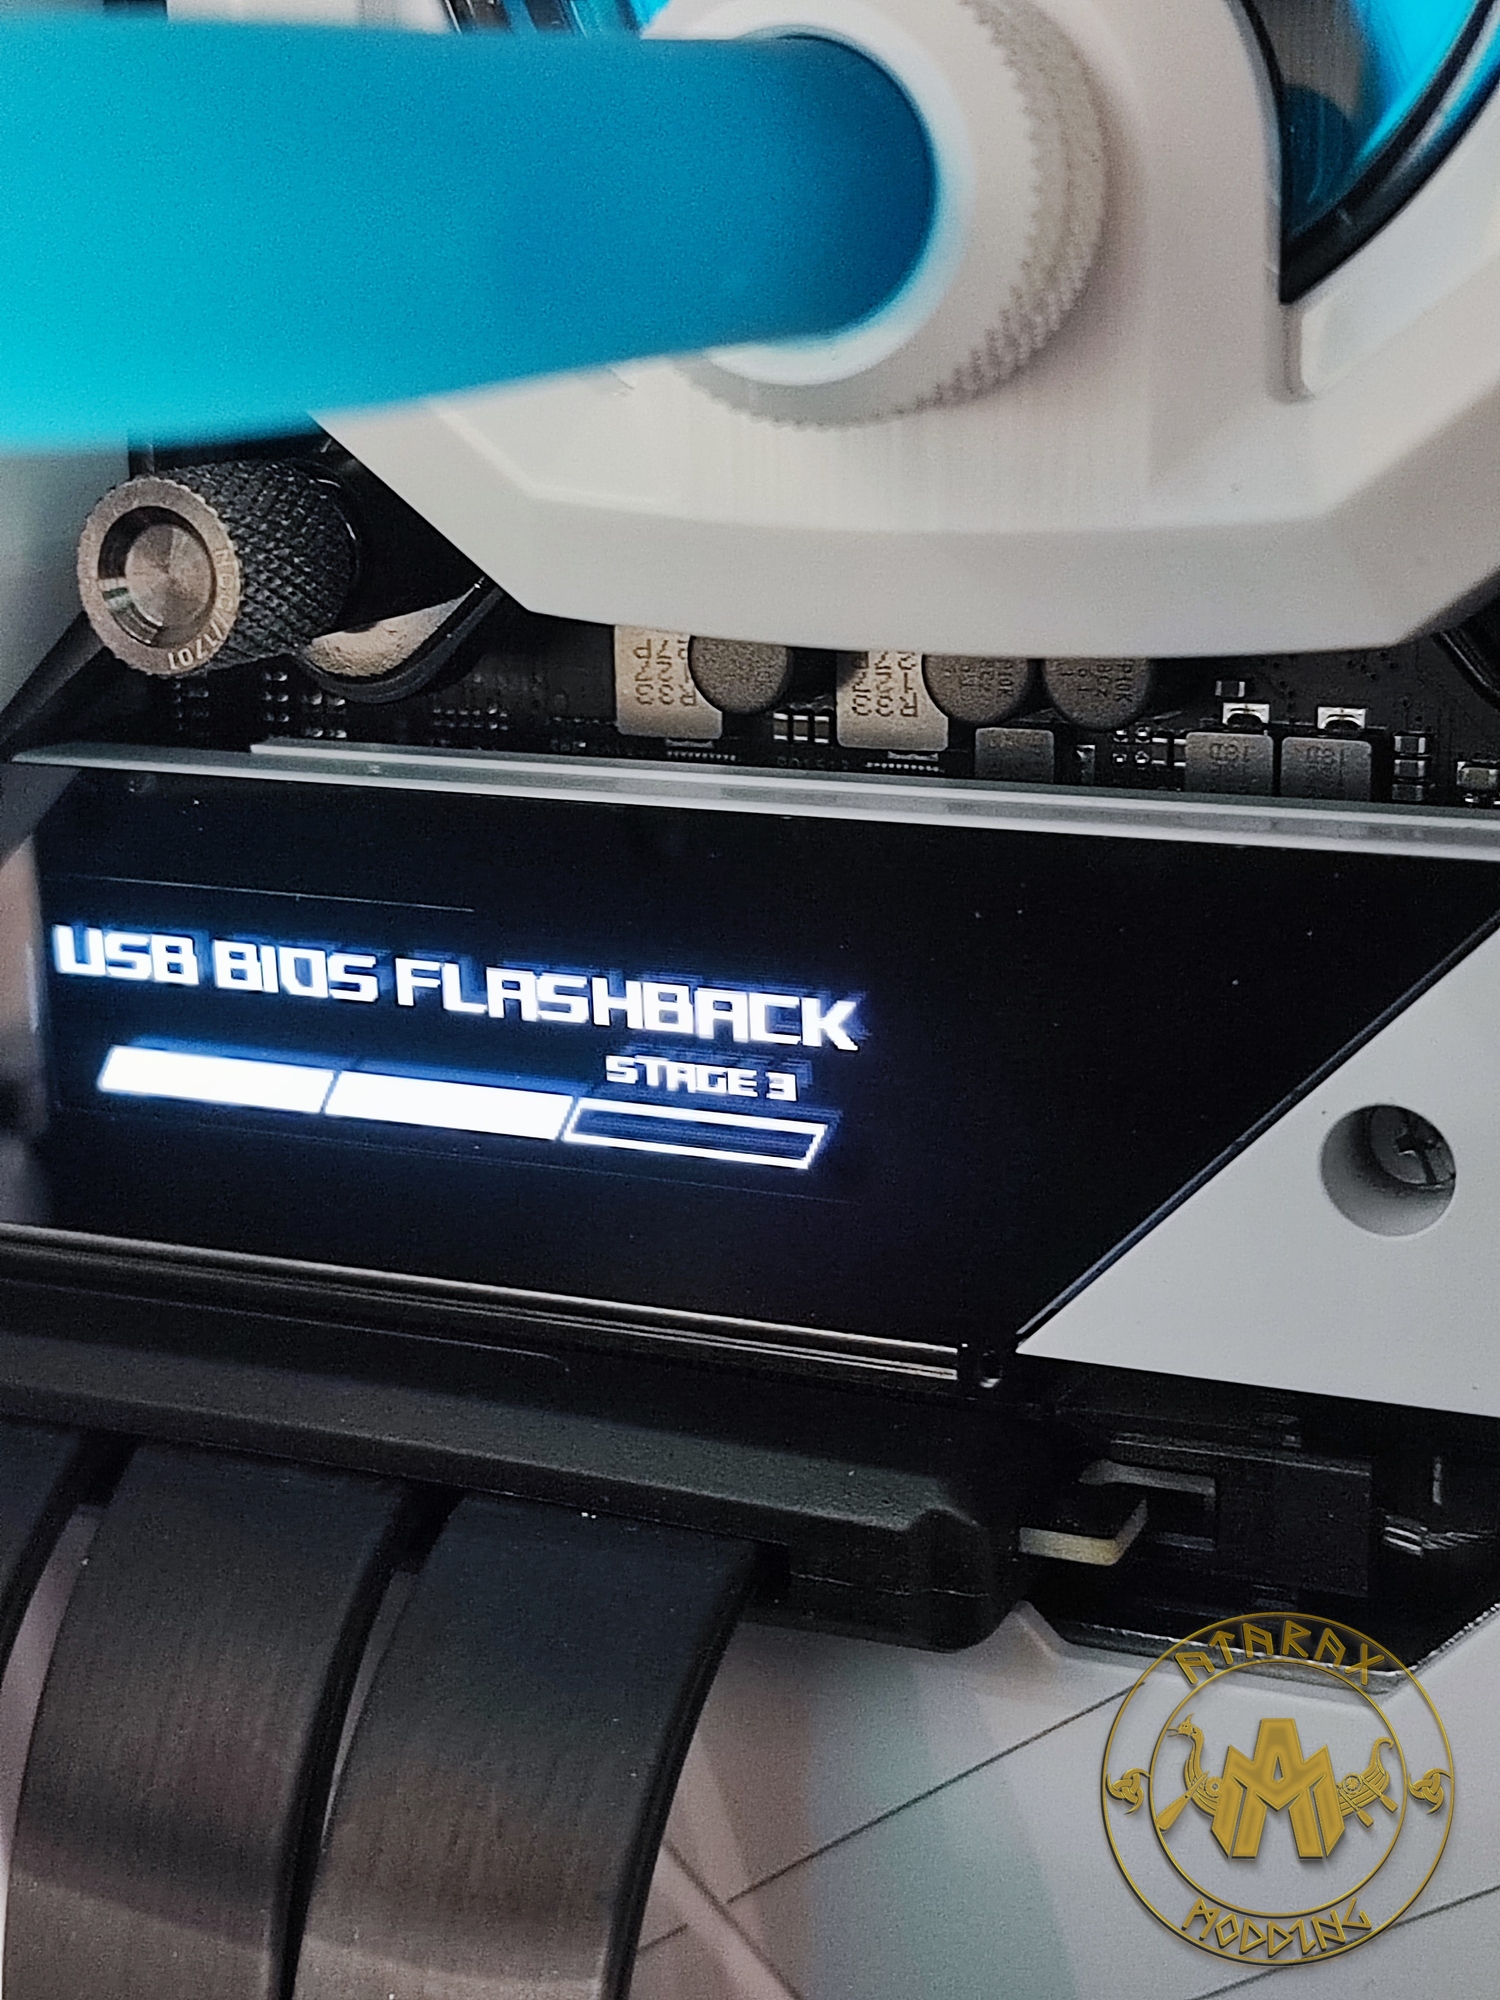 USB BIOS FLASHBACK
STAGE 3
ATARAX
MODDING